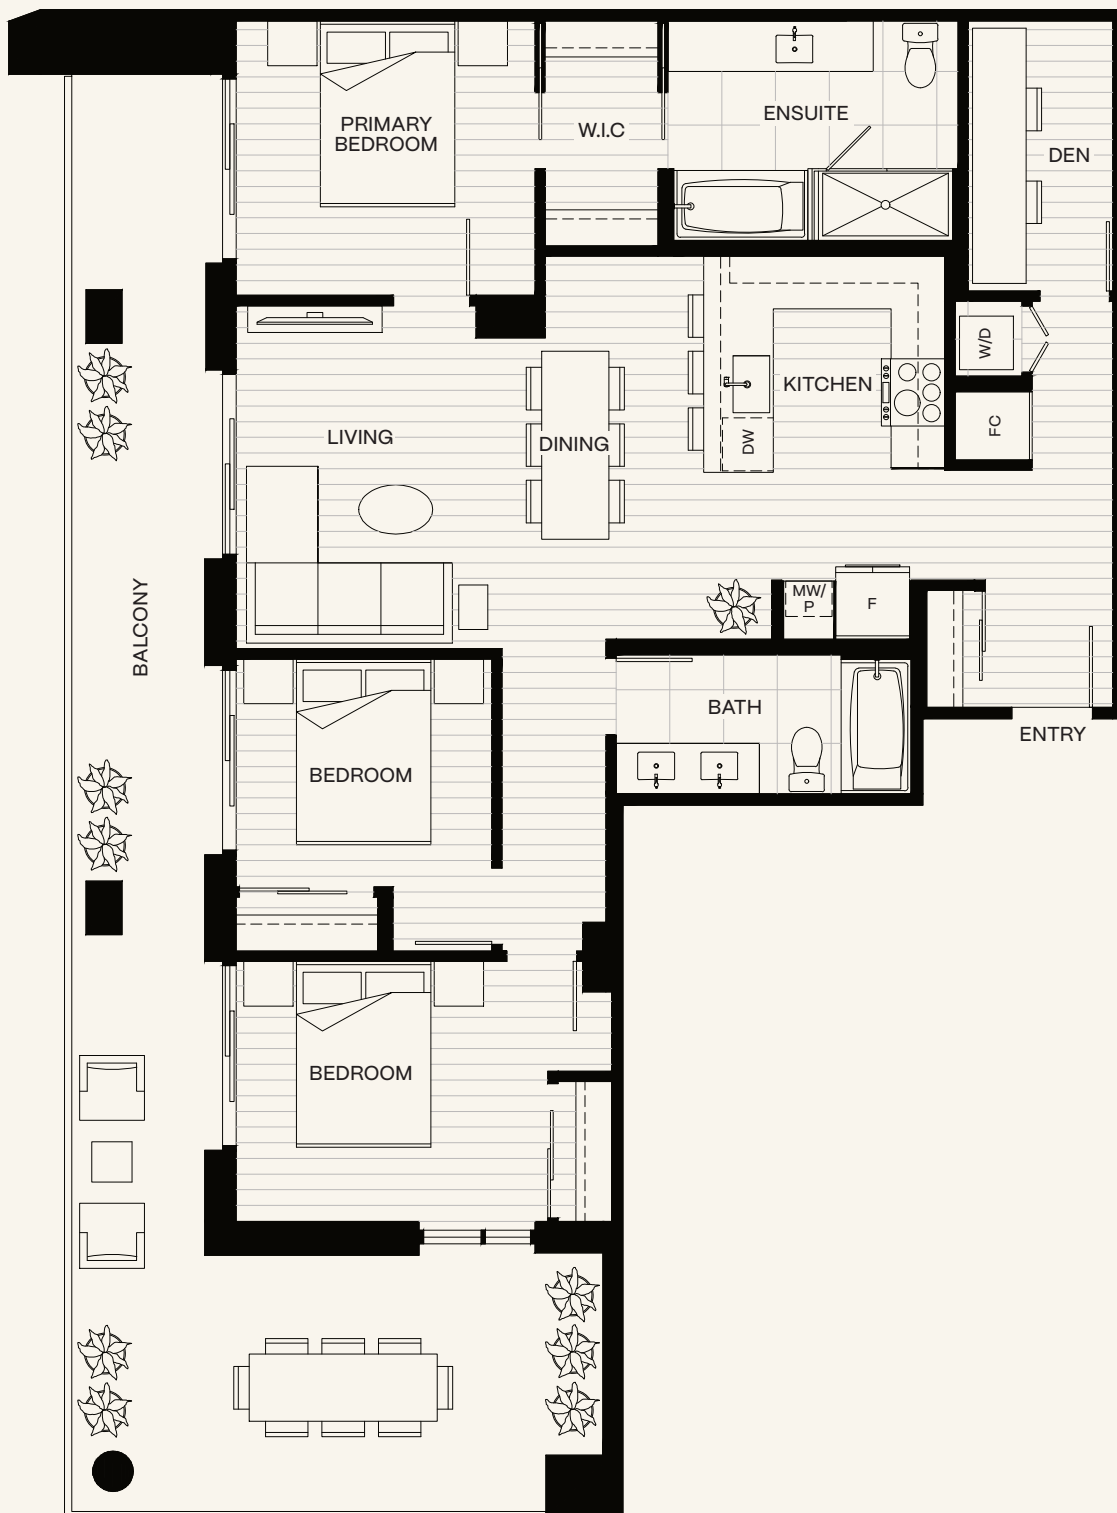 PRIMARY
BEDROOM
W.I.C
ENSUITE
DEN
W/D
KITCHEN
LIVING
DINING
DW
FC
BALCONY
MW/
P
F
BATH
ENTRY
BEDROOM
BEDROOM